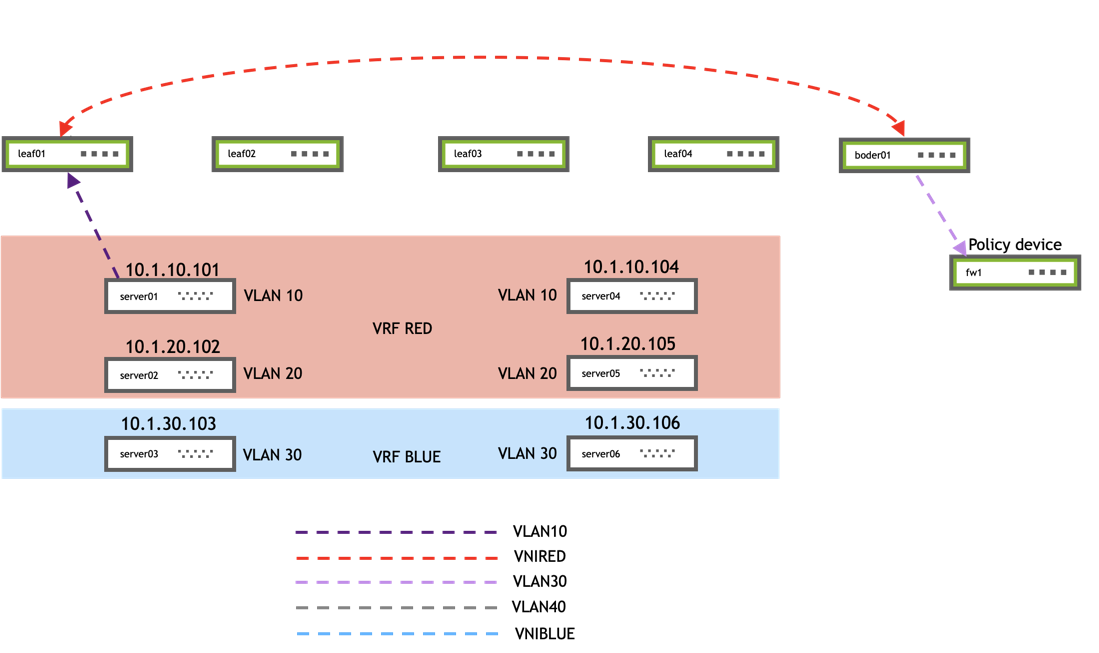 leaf01
leaf02
leaf03
leaf04
boder01
Policy device
fw1
10.1.10.101
server01
VLAN 10
10.1.10.104
VLAN 10
server04
VRF RED
10.1.20.102
server02
VLAN 20
10.1.20.105
VLAN 20
server05
10.1.30.103
server03
VLAN 30
VRF BLUE
10.1.30.106
VLAN 30
server06
VLAN10
VNIRED
VLAN30
VLAN40
VNIBLUE